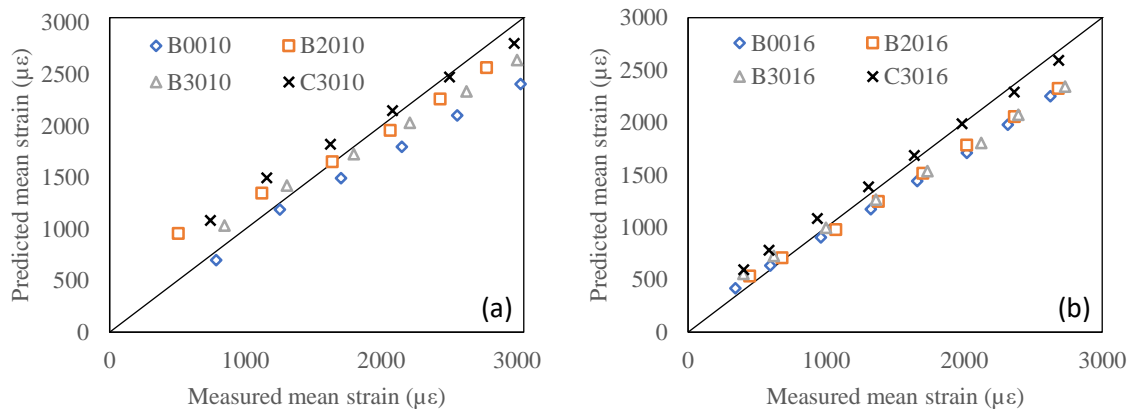 3000
2500
2000
1500
1000
500
0
Predicted mean strain (με)
B0010
B2010
B3010
C3010
(a)
0
1000
2000
3000
Measured mean strain (με)
3000
2500
2000
1500
1000
500
0
Predicted mean strain (με)
B0016
B2016
B3016
C3016
(b)
0
1000
2000
3000
Measured mean strain (με)